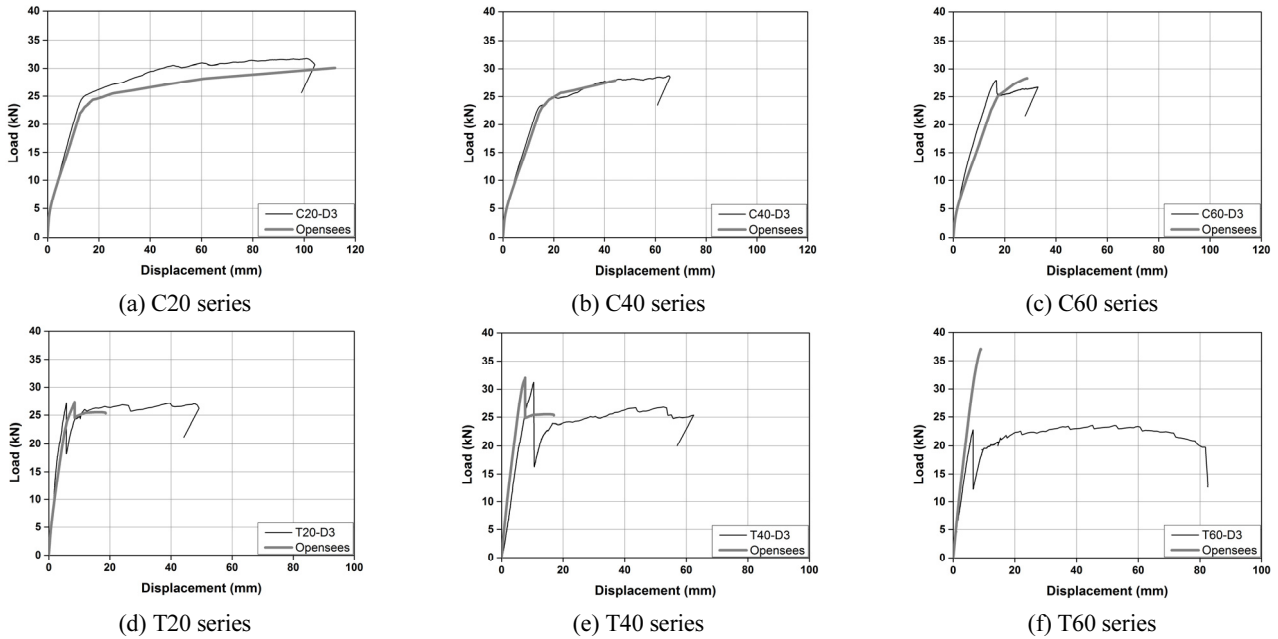 40
35
30
25
20
15
10
5
0
Load (kN)
C20-D3
Opensees
0 20 40 60 80 100 120
Displacement (mm)
(a) C20 series
40
35
30
25
20
15
10
5
0
Load (kN)
C40-D3
Opensees
0 20 40 60 80 100 120
Displacement (mm)
(b) C40 series
40
35
30
25
20
15
10
5
0
Load (kN)
C60-D3
Opensees
0 20 40 60 80 100 120
Displacement (mm)
(c) C60 series
40
35
30
25
20
15
10
5
0
Load (kN)
T20-D3
Opensees
0 20 40 60 80 100
Displacement (mm)
(d) T20 series
40
35
30
25
20
15
10
5
0
Load (kN)
T40-D3
Opensees
0 20 40 60 80 100
Displacement (mm)
(e) T40 series
40
35
30
25
20
15
10
5
0
Load (kN)
T60-D3
Opensees
0 20 40 60 80 100
Displacement (mm)
(f) T60 series